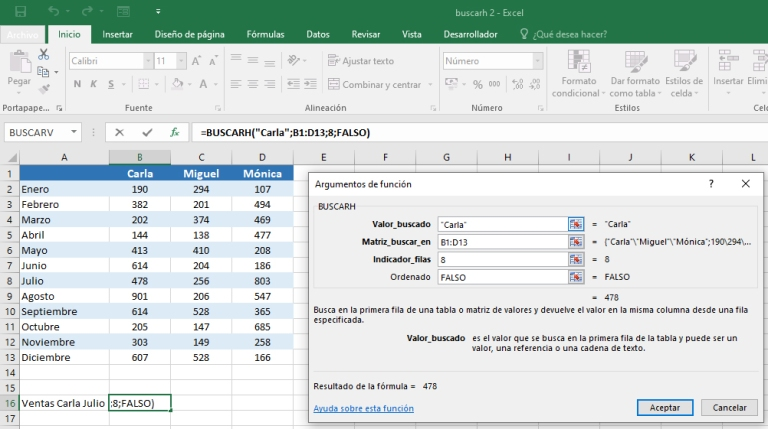 buscarh 2 - Excel
Archivo Inicio Insertar Diseño de página Fórmulas Datos Revisar Vista Desarrollador ¿Qué desea hacer?
Pegar Calibri 11 A A Ajustar texto Número Formato condicional Dar formato como tabla Estilos de celda Insertar Elimi
N K S A Combinar y centrar % 000
Portapape... Fuente Alineación Número Estilos Cel
BUSCARV fx =BUSCARH("Carla";B1:D13;8;FALSO)
A B C D E F G H I J K L
1 Carla Miguel Mónica
2 Enero 190 294 107
3 Febrero 382 201 494
4 Marzo 202 374 469
5 Abril 144 138 477
6 Mayo 413 410 208
7 Junio 614 204 186
8 Julio 478 256 803
9 Agosto 901 206 547
10 Septiembre 614 528 365
11 Octubre 205 147 685
12 Noviembre 303 149 258
13 Diciembre 607 528 166
14
15
16 Ventas Carla Julio ;8;FALSO)
17
Argumentos de función ? X
BUSCARH
Valor_buscado "Carla" = "Carla"
Matriz_buscar_en B1:D13 = {"Carla"\"Miguel"\"Mónica";190\294\...
Indicador_filas 8 = 8
Ordenado FALSO = FALSO
= 478
Busca en la primera fila de una tabla o matriz de valores y devuelve el valor en la misma columna desde una fila
especificada.
Valor_buscado es el valor que se busca en la primera fila de la tabla y puede ser un
valor, una referencia o una cadena de texto.
Resultado de la fórmula = 478
Ayuda sobre esta función Aceptar Cancelar